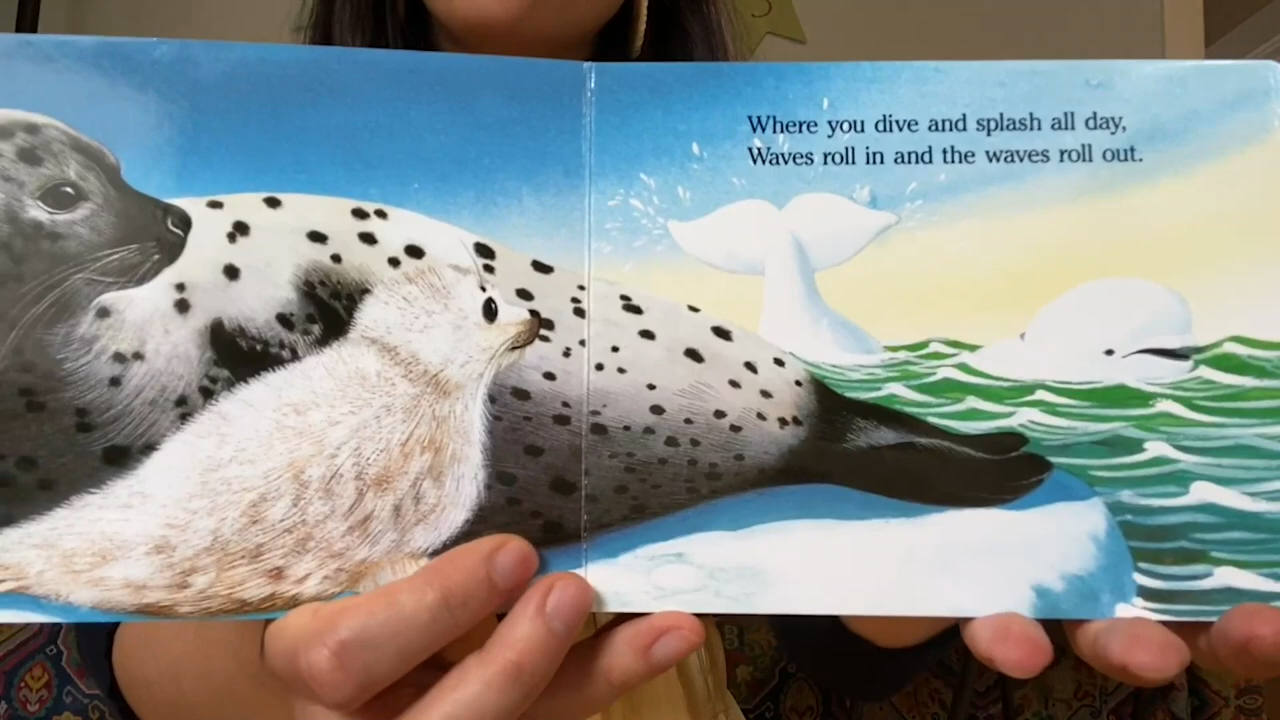 Where you dive and splash all day,
Waves roll in and the waves roll out.